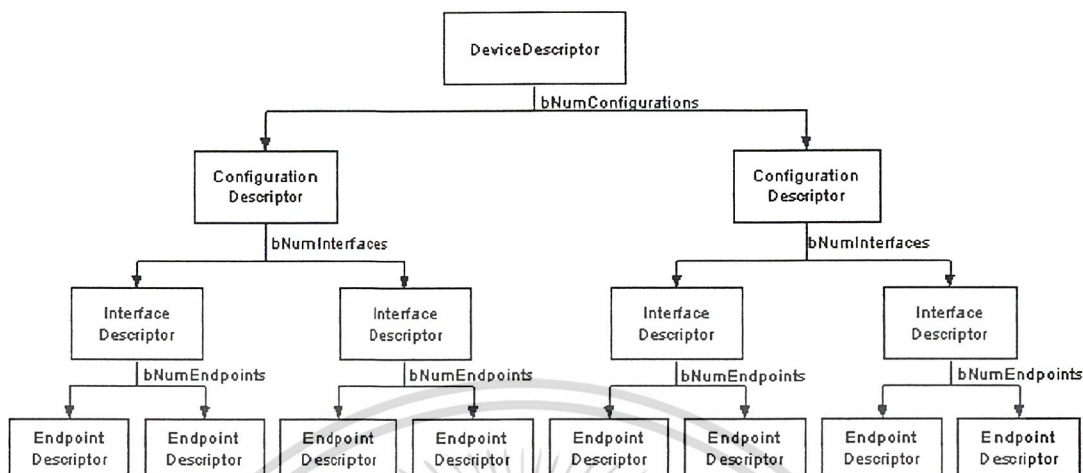 DeviceDescriptor
bNumConfigurations
Configuration
Descriptor
Configuration
Descriptor
bNumInterfaces
bNumInterfaces
Interface
Descriptor
Interface
Descriptor
Interface
Descriptor
Interface
Descriptor
bNumEndpoints
bNumEndpoints
bNumEndpoints
bNumEndpoints
Endpoint
Descriptor
Endpoint
Descriptor
Endpoint
Descriptor
Endpoint
Descriptor
Endpoint
Descriptor
Endpoint
Descriptor
Endpoint
Descriptor
Endpoint
Descriptor